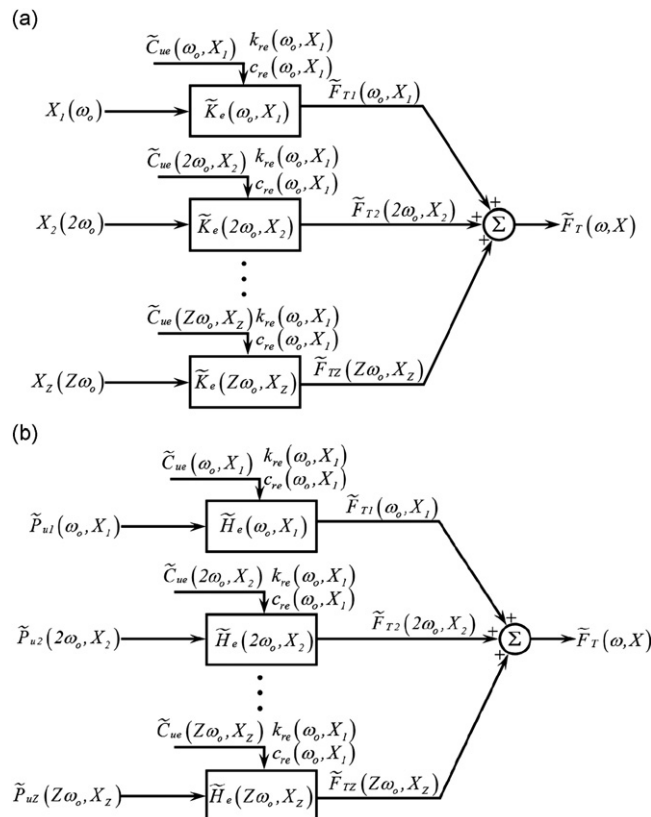 (a)
C̃ue(ωo,X1) kre(ωo,X1)
cre(ωo,X1)
X1(ωo) K̃e(ωo,X1) F̃T1(ωo,X1)
C̃ue(2ωo,X2) kre(ωo,X1)
cre(ωo,X1)
X2(2ωo) K̃e(2ωo,X2) F̃T2(2ωo,X2) + + + Σ F̃T(ω,X)
C̃ue(Zωo,XZ) kre(ωo,X1)
cre(ωo,X1)
XZ(Zωo) K̃e(Zωo,XZ) F̃TZ(Zωo,XZ)
(b)
C̃ue(ωo,X1) kre(ωo,X1)
cre(ωo,X1)
P̃u1(ωo,X1) H̃e(ωo,X1) F̃T1(ωo,X1)
C̃ue(2ωo,X2) kre(ωo,X1)
cre(ωo,X1)
P̃u2(2ωo,X2) H̃e(2ωo,X2) F̃T2(2ωo,X2) + + + Σ F̃T(ω,X)
C̃ue(Zωo,XZ) kre(ωo,X1)
cre(ωo,X1)
P̃uZ(Zωo,XZ) H̃e(Zωo,XZ) F̃TZ(Zωo,XZ)